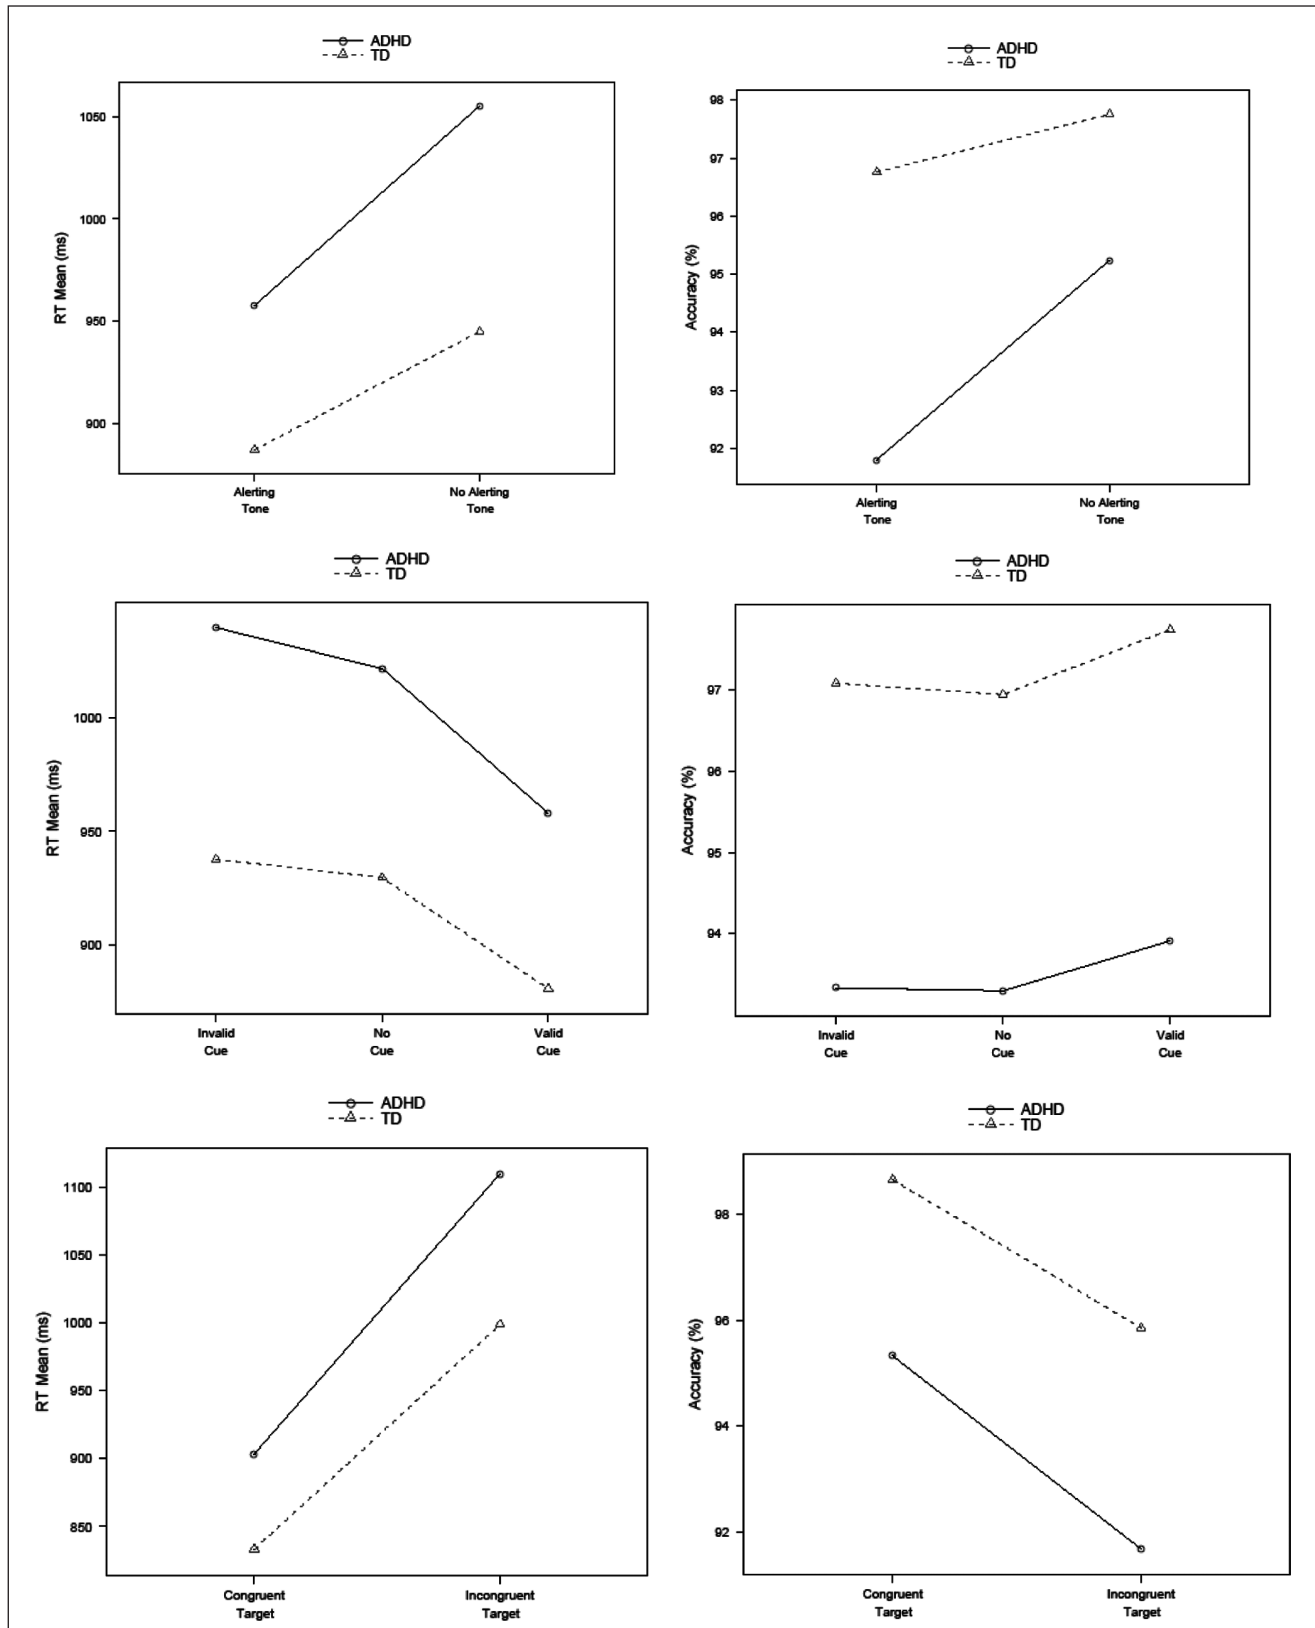 ADHD
TD
1050
1000
950
900
RT Mean (ms)
Alerting
Tone
No Alerting
Tone
ADHD
TD
98
97
96
95
94
93
92
Accuracy (%)
Alerting
Tone
No Alerting
Tone
ADHD
TD
1000
950
900
RT Mean (ms)
Invalid
Cue
No
Cue
Valid
Cue
ADHD
TD
97
96
95
94
Accuracy (%)
Invalid
Cue
No
Cue
Valid
Cue
ADHD
TD
1100
1050
1000
950
900
850
RT Mean (ms)
Congruent
Target
Incongruent
Target
ADHD
TD
98
96
94
92
Accuracy (%)
Congruent
Target
Incongruent
Target